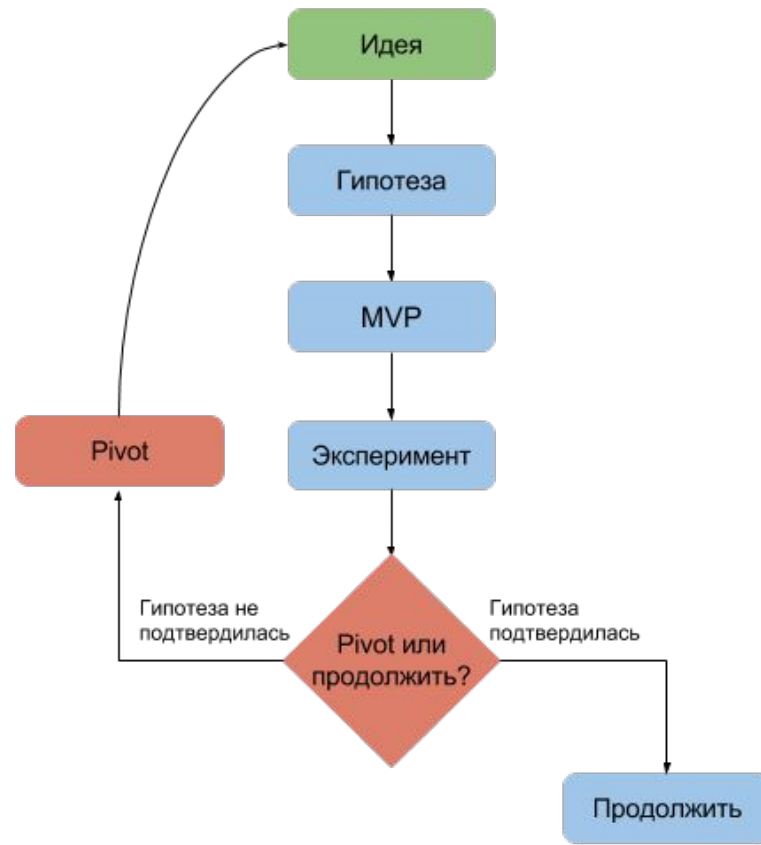 Идея
Гипотеза
MVP
Pivot
Эксперимент
Гипотеза не
подтвердилась
Pivot или
продолжить?
Гипотеза
подтвердилась
Продолжить